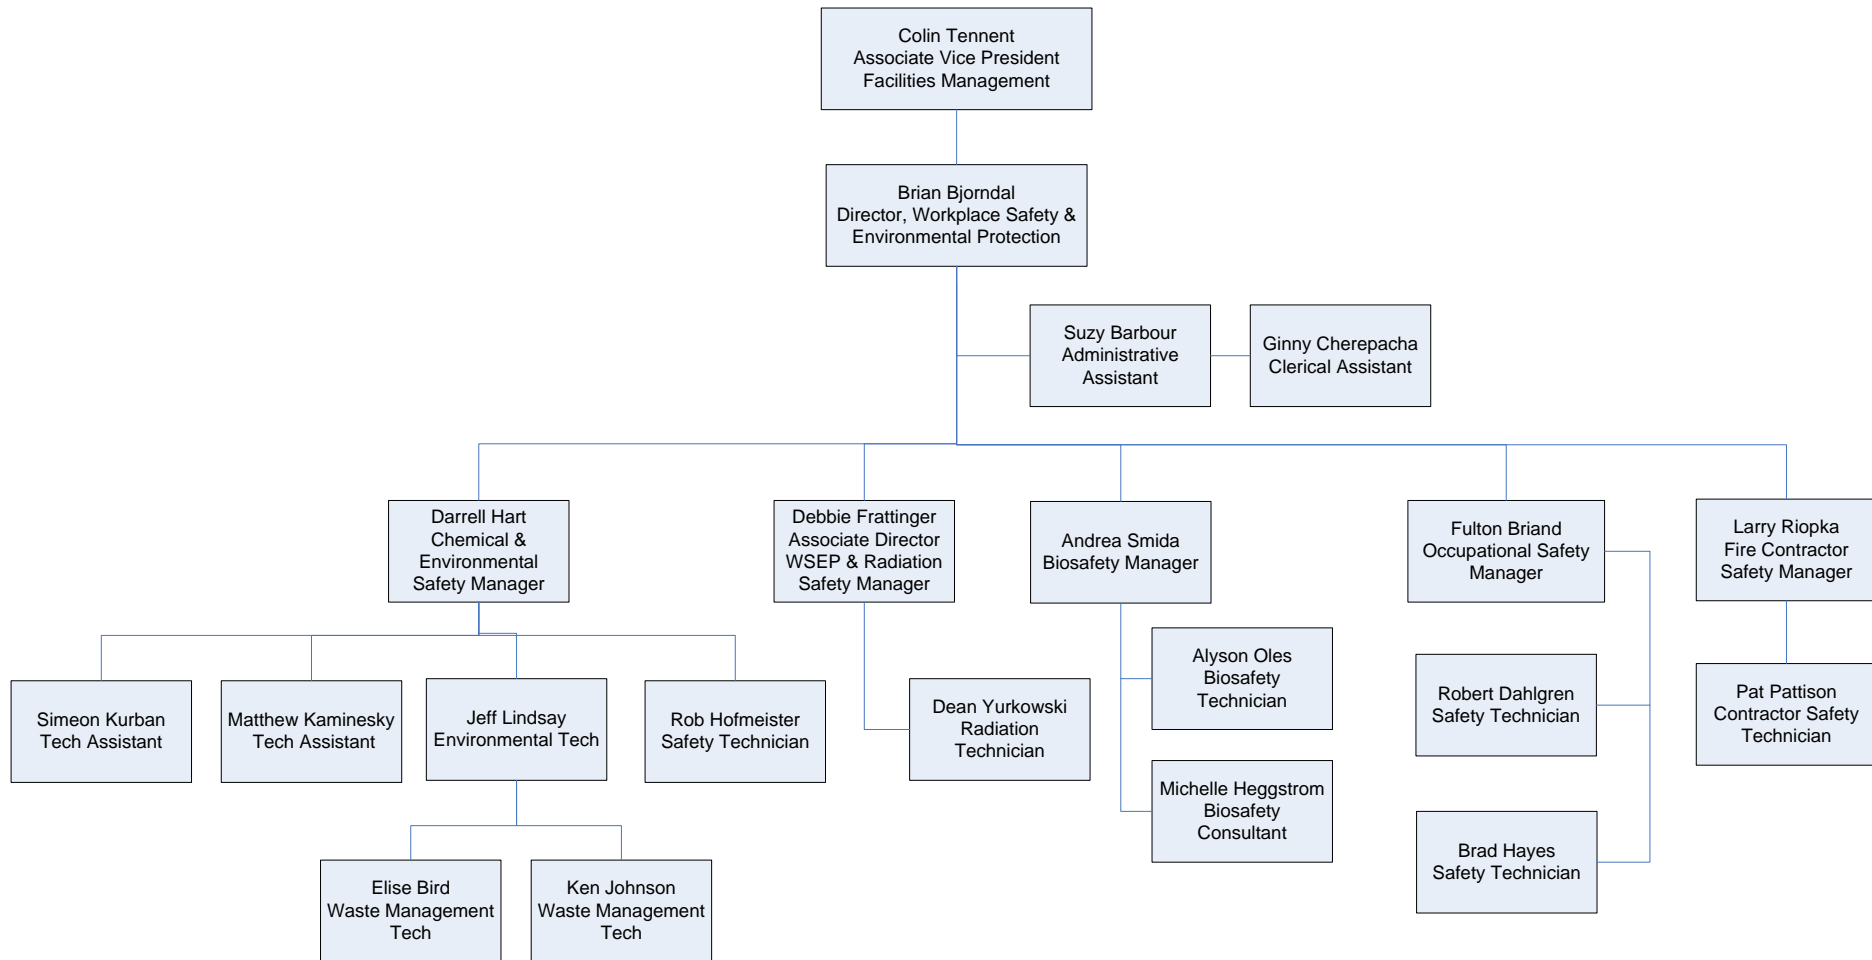 Colin Tennent
Associate Vice President
Facilities Management
Brian Bjorndal
Director, Workplace Safety &
Environmental Protection
Suzy Barbour
Administrative
Assistant
Ginny Cherepacha
Clerical Assistant
Darrell Hart
Chemical &
Environmental
Safety Manager
Debbie Frattinger
Associate Director
WSEP & Radiation
Safety Manager
Andrea Smida
Biosafety Manager
Fulton Briand
Occupational Safety
Manager
Larry Riopka
Fire Contractor
Safety Manager
Simeon Kurban
Tech Assistant
Matthew Kaminesky
Tech Assistant
Jeff Lindsay
Environmental Tech
Rob Hofmeister
Safety Technician
Dean Yurkowski
Radiation
Technician
Alyson Oles
Biosafety
Technician
Michelle Heggstrom
Biosafety
Consultant
Robert Dahlgren
Safety Technician
Brad Hayes
Safety Technician
Pat Pattison
Contractor Safety
Technician
Elise Bird
Waste Management
Tech
Ken Johnson
Waste Management
Tech